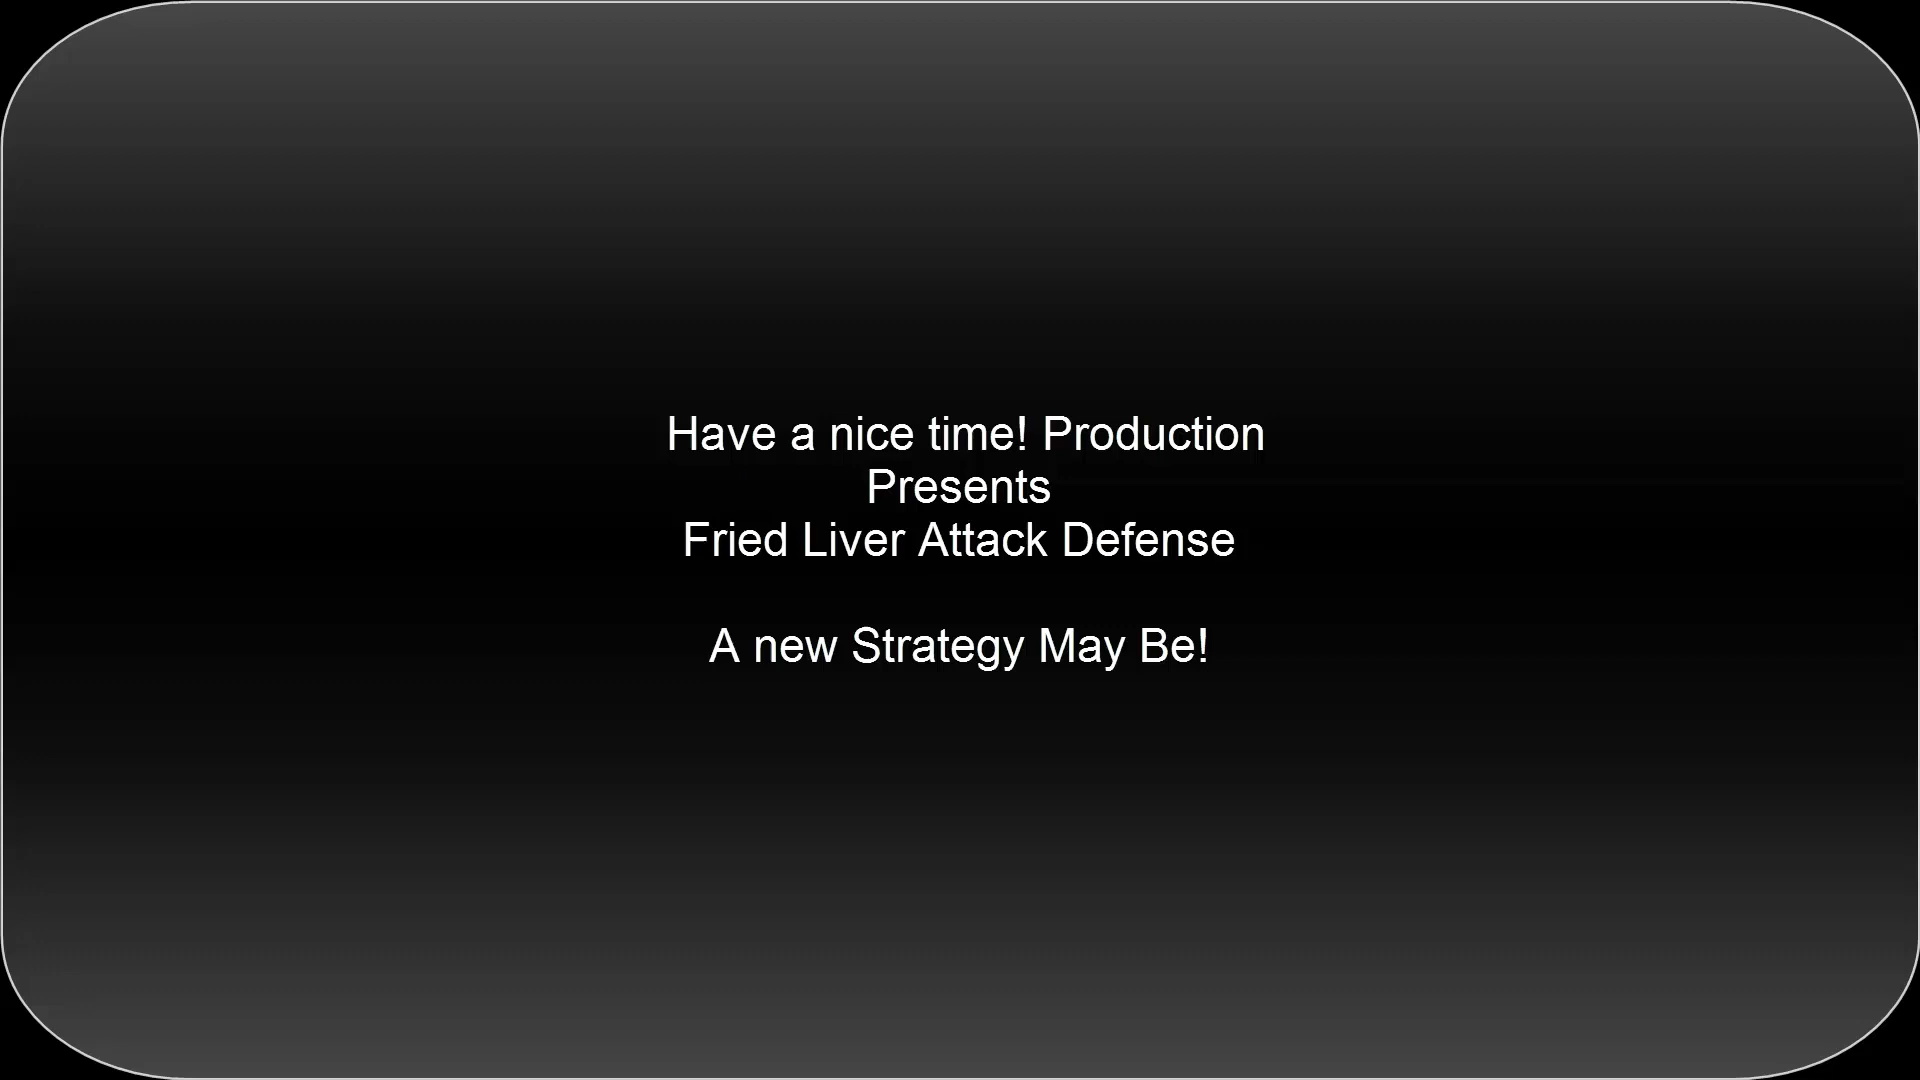 Have a nice time! Production
Presents
Fried Liver Attack Defense
A new Strategy May Be!